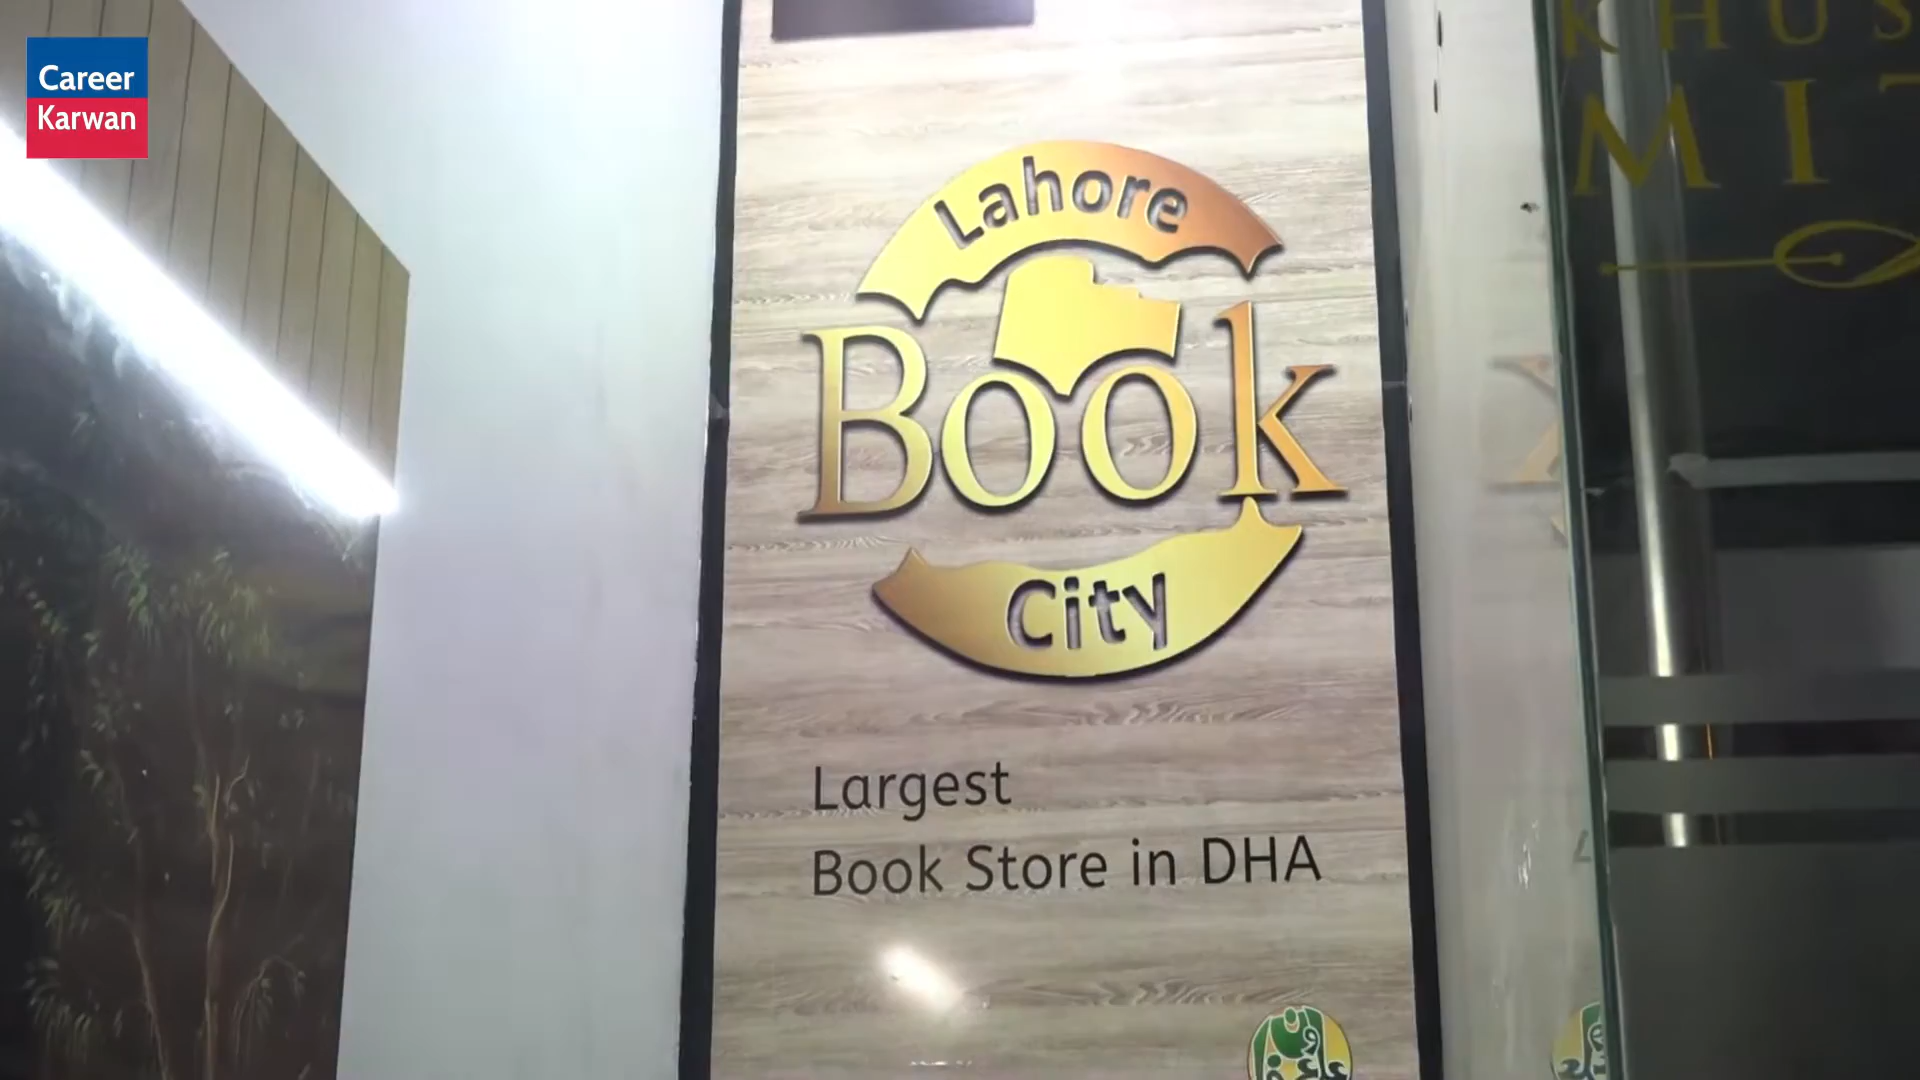 Career
Karwan
Lahore
Book
City
Largest
Book Store in DHA